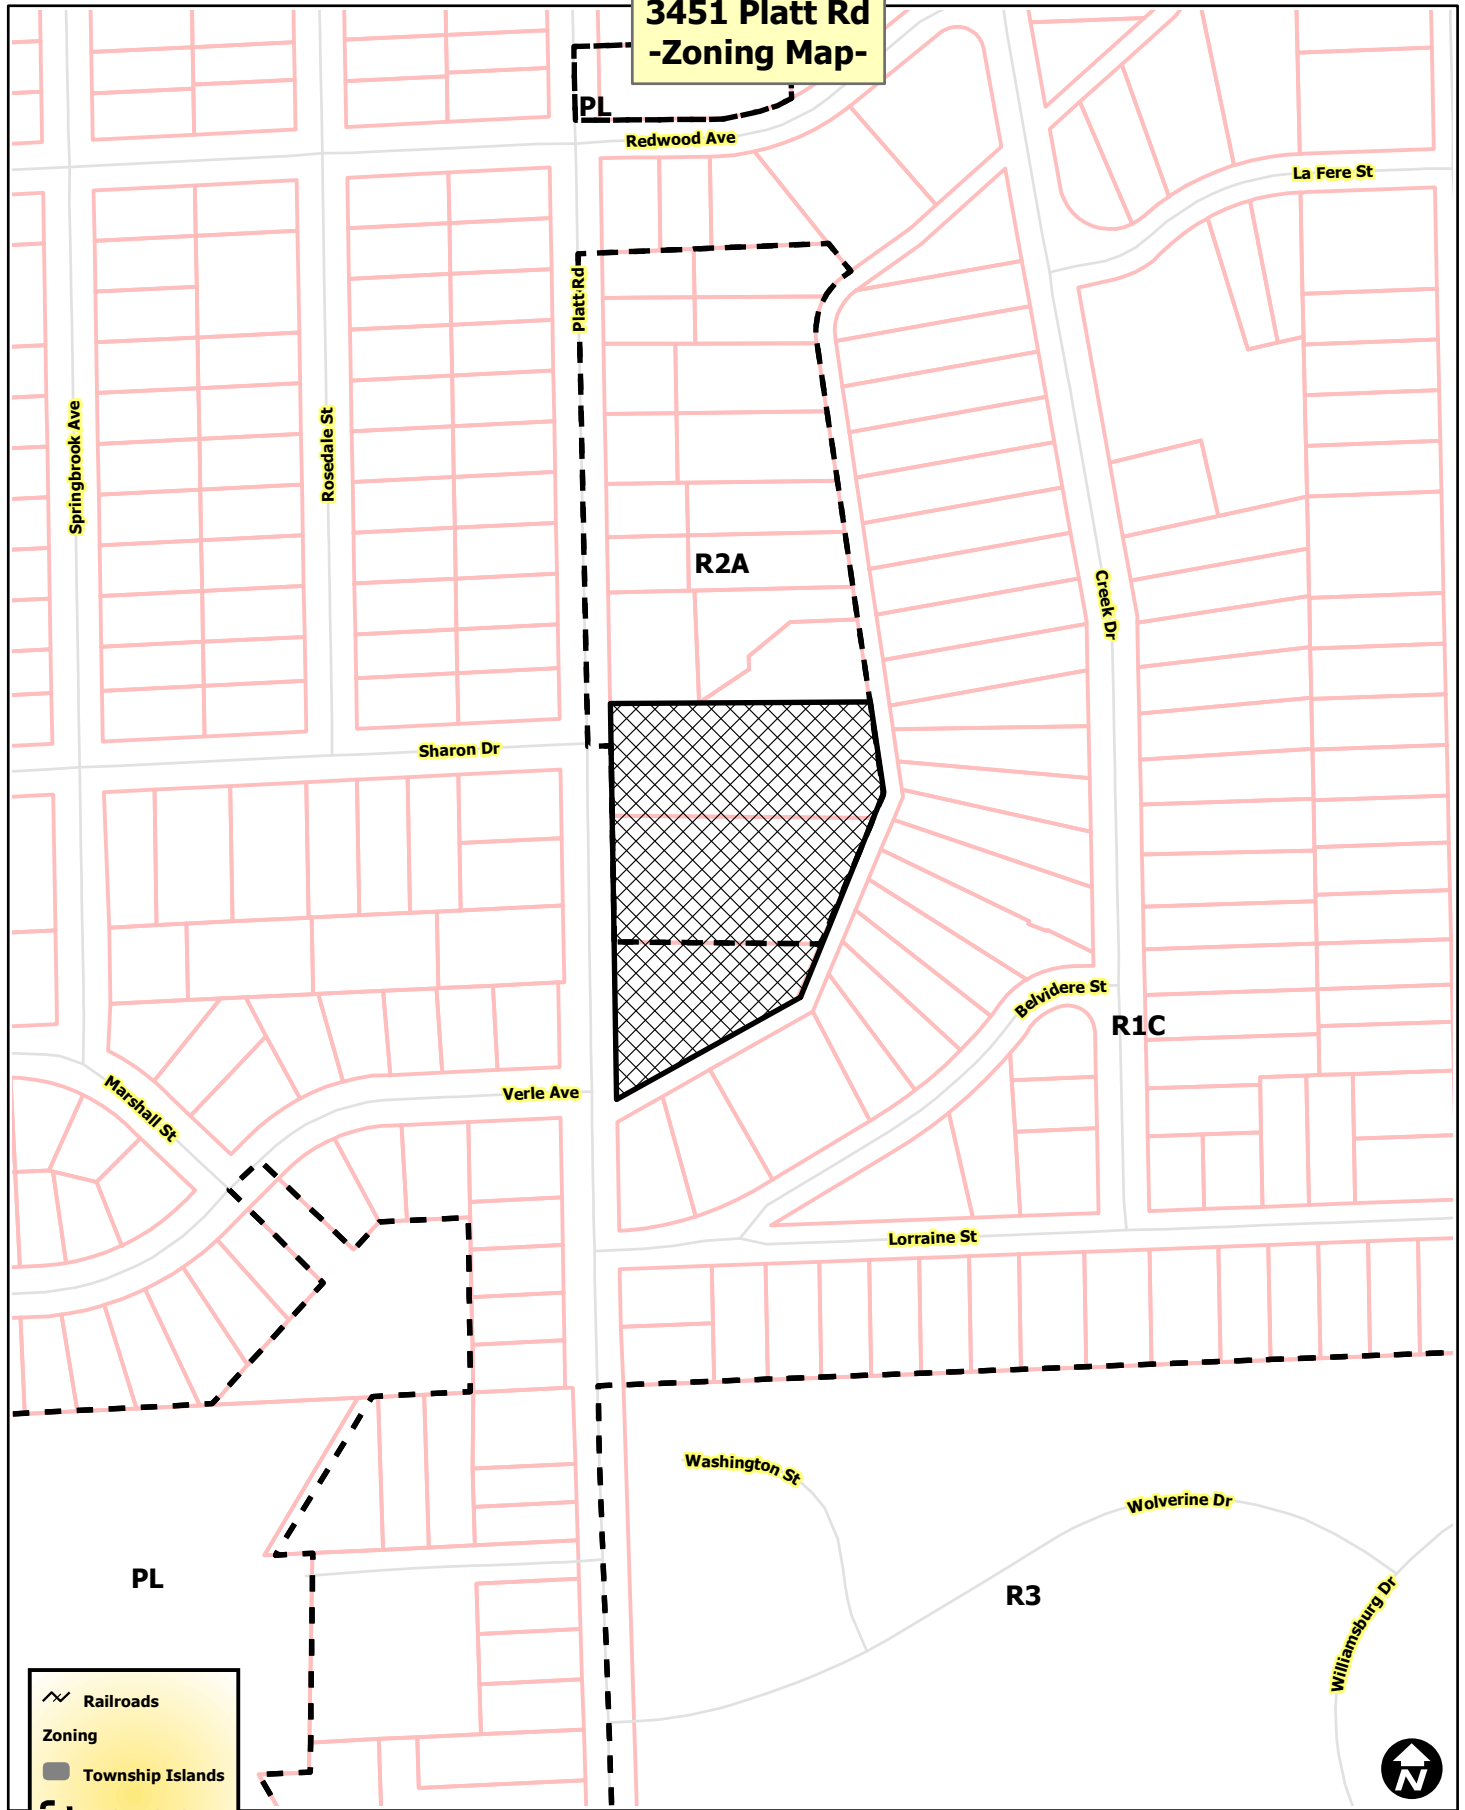 3451 Platt Rd
-Zoning Map-
PL
Redwood Ave
La Fere St
Platt Rd
Springbrook Ave
Rosedale St
R2A
Creek Dr
Sharon Dr
Belvidere St
R1C
Marshall St
Verle Ave
Lorraine St
Washington St
Wolverine Dr
PL
R3
Williamsburg Dr
Railroads
Zoning
Township Islands
N